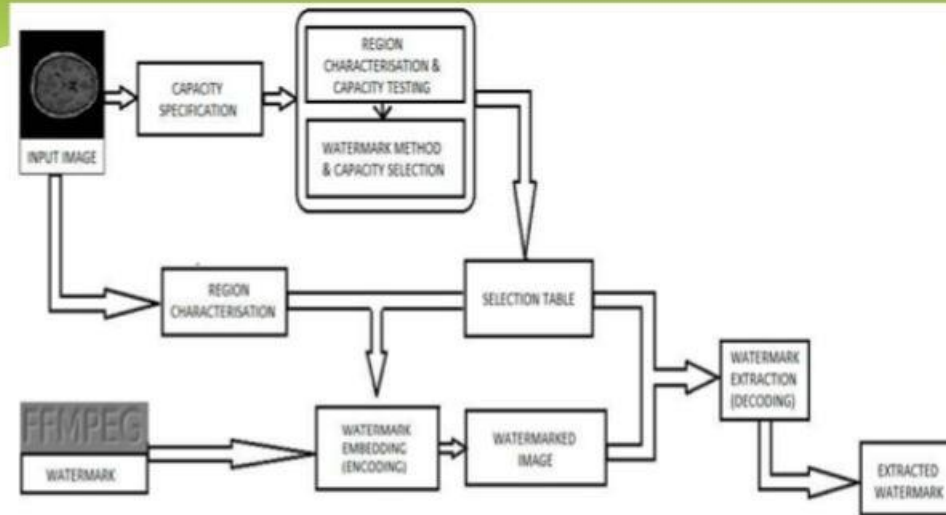 REGION
CHARACTERISATION &
CAPACITY TESTING
CAPACITY
SPECIFICATION
WATERMARK METHOD
& CAPACITY SELECTION
INPUT IMAGE
REGION
CHARACTERISATION
SELECTION TABLE
WATERMARK
EXTRACTION
(DECODING)
FFMPEG
WATERMARK
WATERMARK
EMBEDDING
(ENCODING)
WATERMARKED
IMAGE
EXTRACTED
WATERMARK